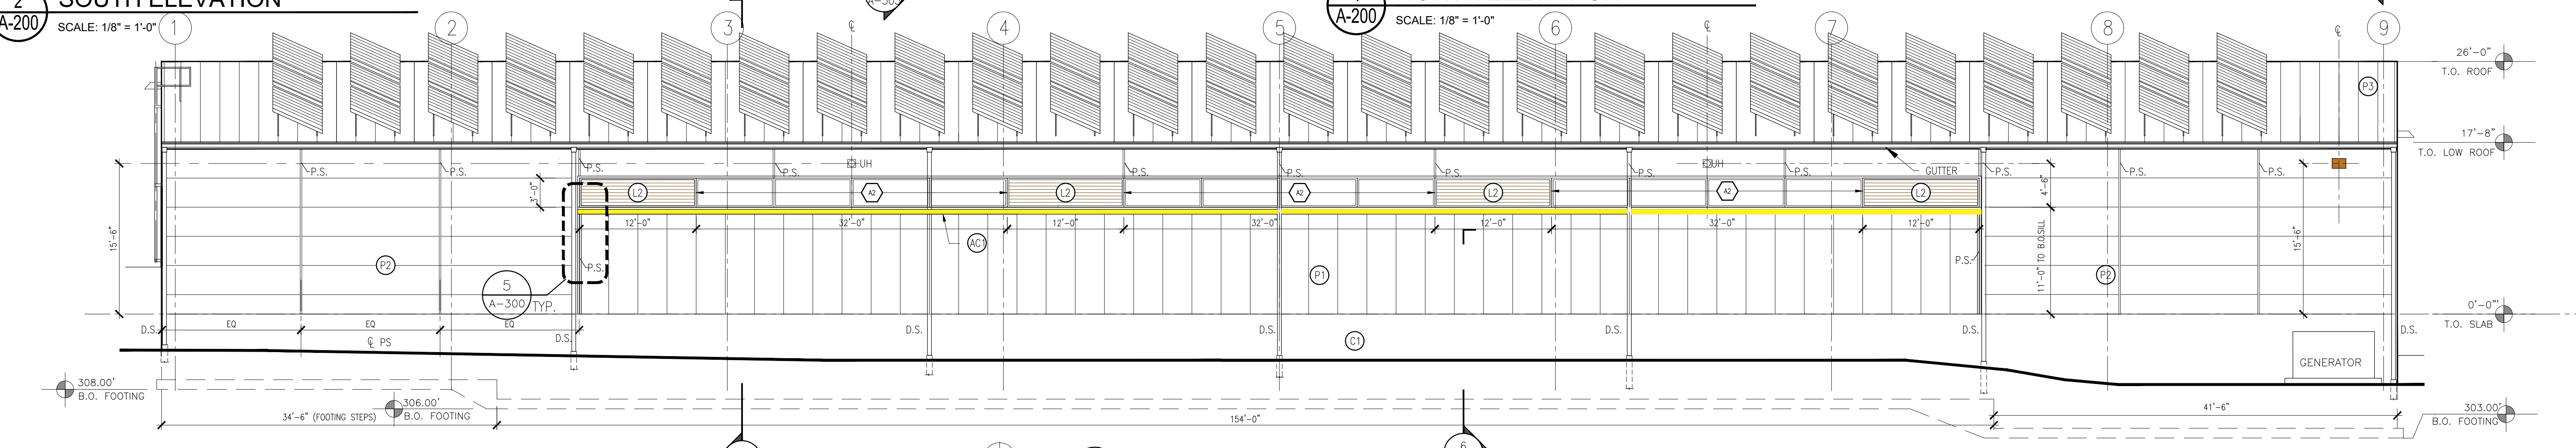 2
SOUTH ELEVATION
A-200
SCALE: 1/8" = 1'-0"
A-200
SCALE: 1/8" = 1'-0"
1
2
3
4
5
6
7
8
9
℄
℄
℄
26'-0"
T.O. ROOF
P3
17'-8"
T.O. LOW ROOF
P.S.
P.S.
P.S.
UH
P.S.
P.S.
P.S.
P.S.
P.S.
P.S.
UH
P.S.
GUTTER
P.S.
P.S.
P.S.
3'-0"
L2
A2
L2
A2
L2
A2
L2
4'-6"
12'-0"
32'-0"
12'-0"
32'-0"
12'-0"
32'-0"
12'-0"
15'-6"
AC1
15'-6"
P2
P.S.
P1
P.S.
11'-0" TO B.O.SILL
P2
5
A-300
TYP.
0'-0"'
T.O. SLAB
D.S.
EQ
EQ
EQ
D.S.
D.S.
D.S.
D.S.
D.S.
D.S.
℄ PS
C1
GENERATOR
308.00'
B.O. FOOTING
306.00'
B.O. FOOTING
34'-6" (FOOTING STEPS)
154'-0"
41'-6"
303.00'
B.O. FOOTING
6